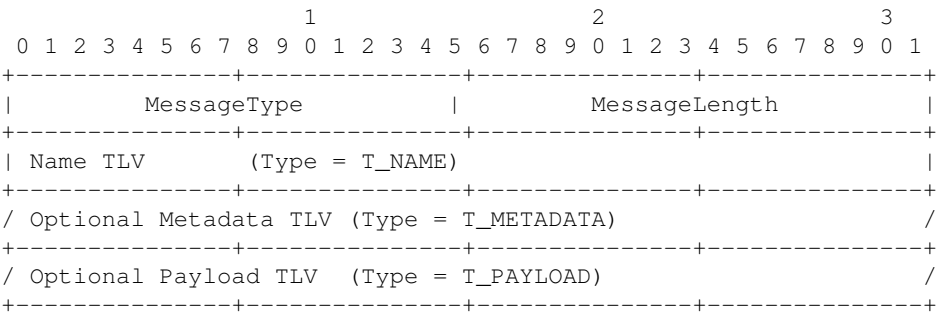 1                   2                   3
 0 1 2 3 4 5 6 7 8 9 0 1 2 3 4 5 6 7 8 9 0 1 2 3 4 5 6 7 8 9 0 1
+---------------+---------------+---------------+---------------+
|         MessageType           |         MessageLength         |
+---------------+---------------+---------------+---------------+
| Name TLV       (Type = T_NAME)                                |
+---------------+---------------+---------------+---------------+
/ Optional Metadata TLV (Type = T_METADATA)                     /
+---------------+---------------+---------------+---------------+
/ Optional Payload TLV  (Type = T_PAYLOAD)                      /
+---------------+---------------+---------------+---------------+